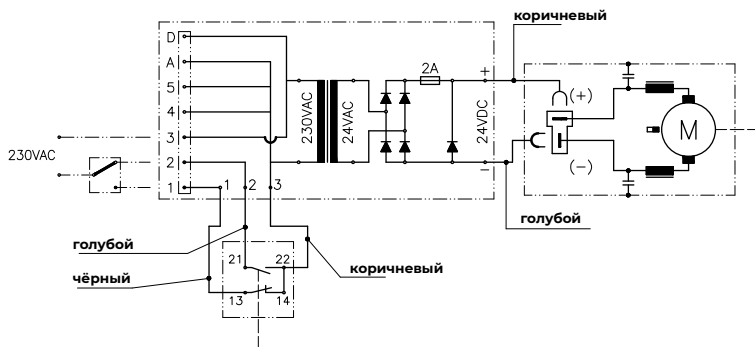 коричневый
D
A
5
4
3
2
1
230VAC
230VAC
24VAC
2A
+
24VDC
−
(+)
(−)
M
1
2
3
голубой
голубой
чёрный
коричневый
21
22
13
14